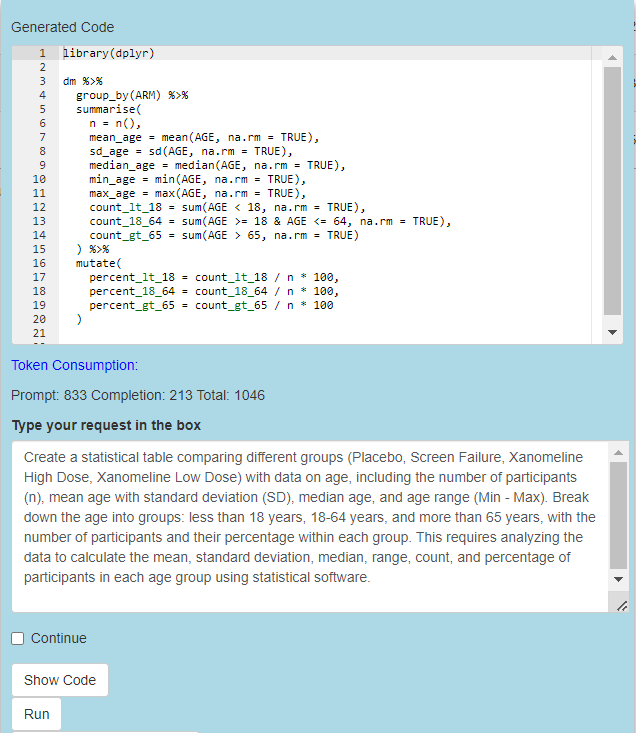 Generated Code
1 library(dplyr)
2
3 dm %>%
4   group_by(ARM) %>%
5   summarise(
6     n = n(),
7     mean_age = mean(AGE, na.rm = TRUE),
8     sd_age = sd(AGE, na.rm = TRUE),
9     median_age = median(AGE, na.rm = TRUE),
10     min_age = min(AGE, na.rm = TRUE),
11     max_age = max(AGE, na.rm = TRUE),
12     count_lt_18 = sum(AGE < 18, na.rm = TRUE),
13     count_18_64 = sum(AGE >= 18 & AGE <= 64, na.rm = TRUE),
14     count_gt_65 = sum(AGE > 65, na.rm = TRUE)
15   ) %>%
16   mutate(
17     percent_lt_18 = count_lt_18 / n * 100,
18     percent_18_64 = count_18_64 / n * 100,
19     percent_gt_65 = count_gt_65 / n * 100
20   )
21
Token Consumption:
Prompt: 833 Completion: 213 Total: 1046
Type your request in the box
Create a statistical table comparing different groups (Placebo, Screen Failure, Xanomeline
High Dose, Xanomeline Low Dose) with data on age, including the number of participants
(n), mean age with standard deviation (SD), median age, and age range (Min - Max). Break
down the age into groups: less than 18 years, 18-64 years, and more than 65 years, with the
number of participants and their percentage within each group. This requires analyzing the
data to calculate the mean, standard deviation, median, range, count, and percentage of
participants in each age group using statistical software.
Continue
Show Code
Run